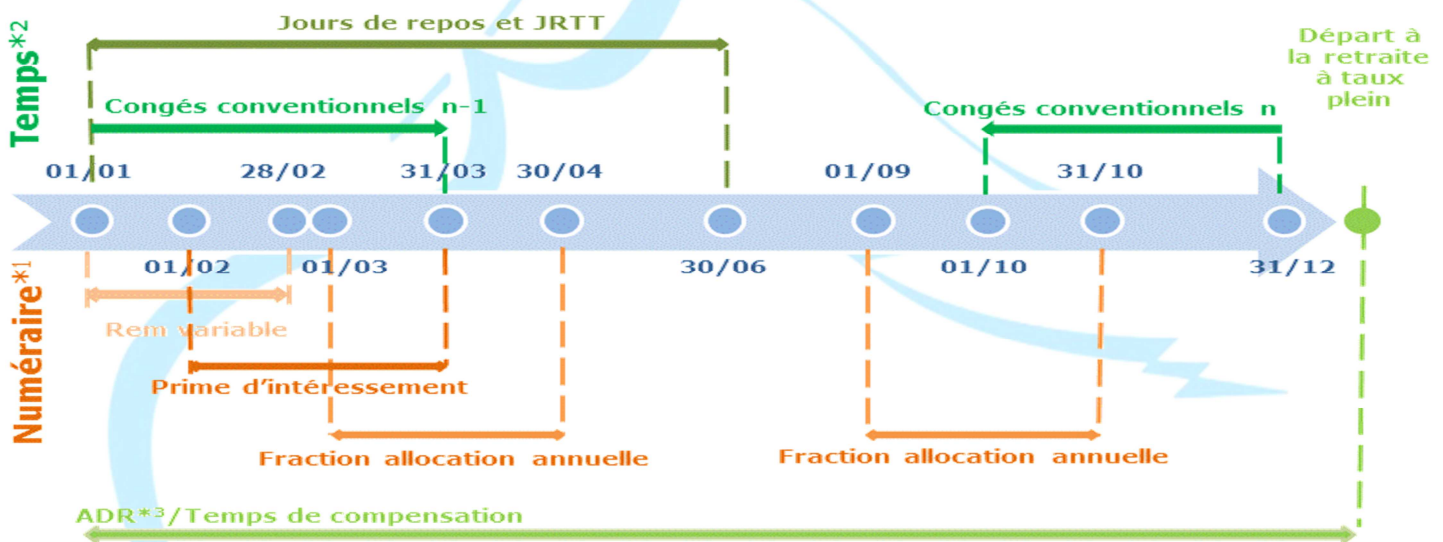 Temps*2
Jours de repos et JRTT
Départ à
la retraite
à taux
plein
Congés conventionnels n-1
Congés conventionnels n
01/01
28/02
31/03
30/04
01/09
31/10
01/02
01/03
30/06
01/10
31/12
Numéraire*1
Rem variable
Prime d'intéressement
Fraction allocation annuelle
Fraction allocation annuelle
ADR*3/Temps de compensation